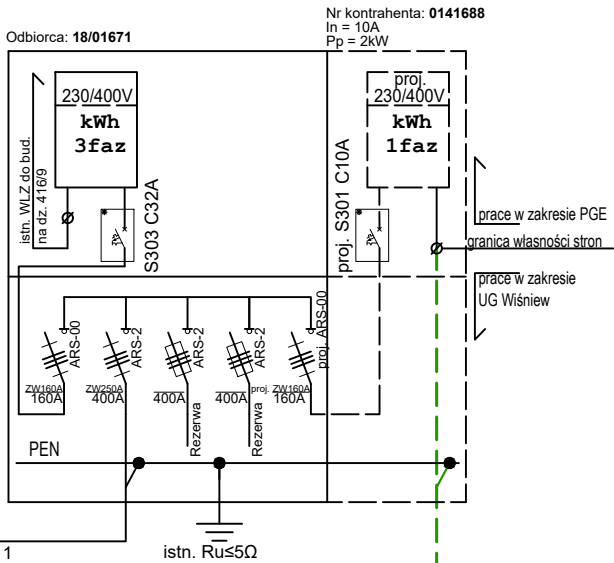 Odbiorca: 18/01671
Nr kontrahenta: 0141688
In = 10A
Pp = 2kW
230/400V
kWh
3faz
istn. WLZ do bud.
na dz. 416/9
S303 C32A
proj.
230/400V
kWh
1faz
proj. S301 C10A
prace w zakresie PGE
granica własności stron
prace w zakresie
UG Wiśniew
ARS-00
ZW160A
160A
ARS-2
ZW250A
400A
ARS-2
400A
Rezerwa
ARS-2
400A
Rezerwa
proj. ARS-00
proj. ZW160A
160A
PEN
1
istn. Ru≤5Ω